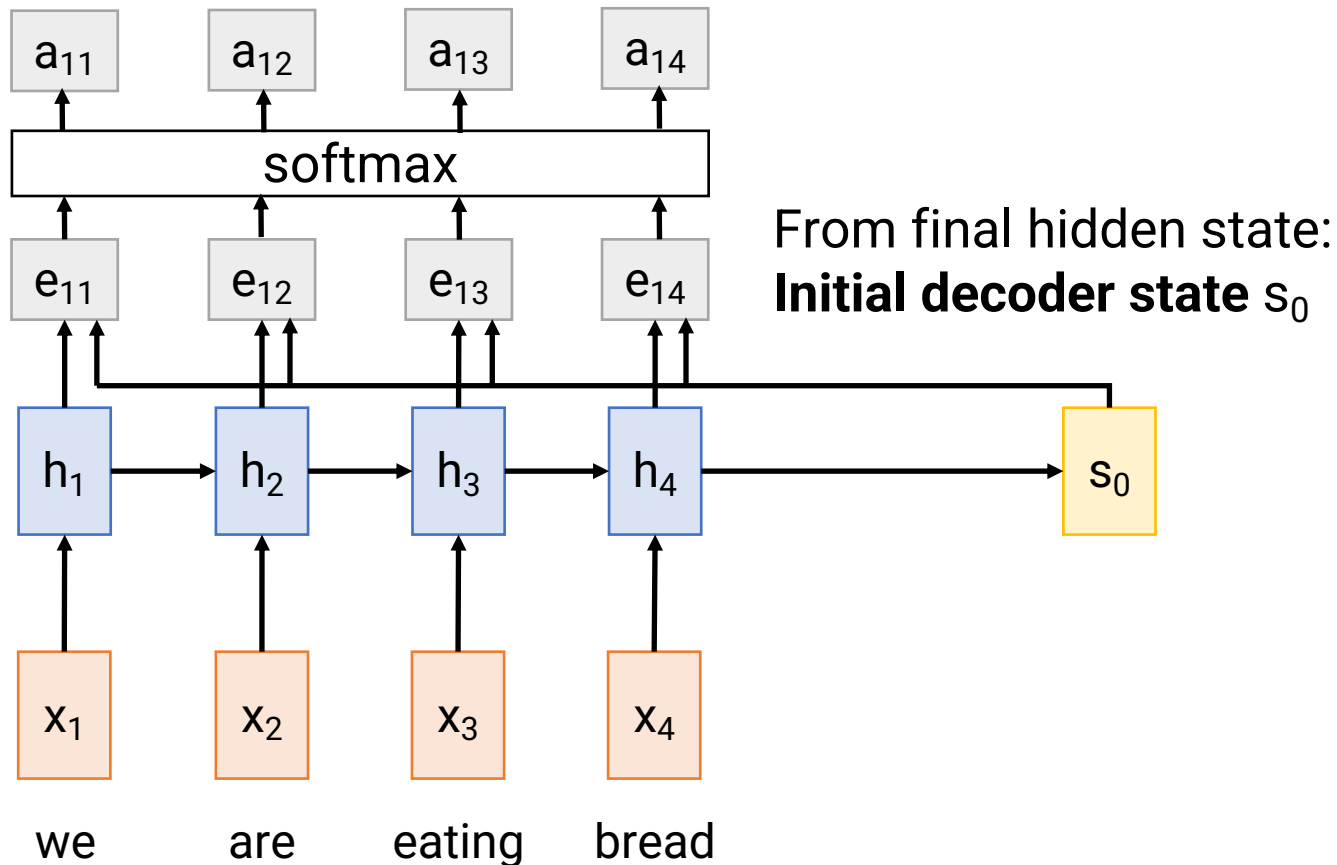 a₁₁ a₁₂ a₁₃ a₁₄
softmax
From final hidden state:
e₁₁ e₁₂ e₁₃ e₁₄
Initial decoder state s₀
h₁ h₂ h₃ h₄ s₀
x₁ x₂ x₃ x₄
we are eating bread